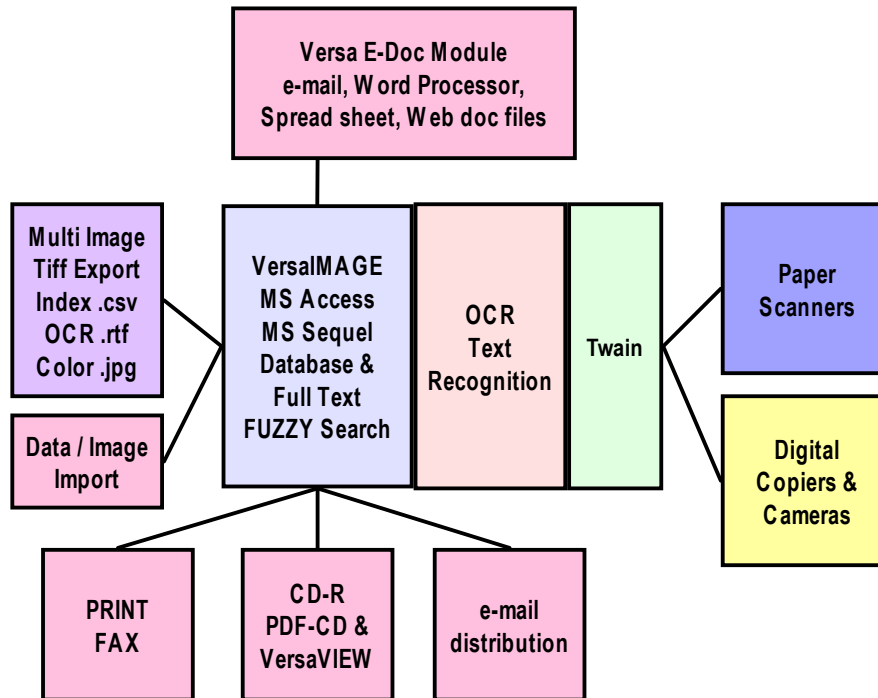 Versa E-Doc Module
e-mail, Word Processor,
Spread sheet, Web doc files
Multi Image
Tiff Export
Index .csv
OCR .rtf
Color .jpg
Data / Image
Import
VersaIMAGE
MS Access
MS Sequel
Database &
Full Text
FUZZY Search
OCR
Text
Recognition
Twain
Paper
Scanners
Digital
Copiers &
Cameras
PRINT
FAX
CD-R
PDF-CD &
VersaVIEW
e-mail
distribution